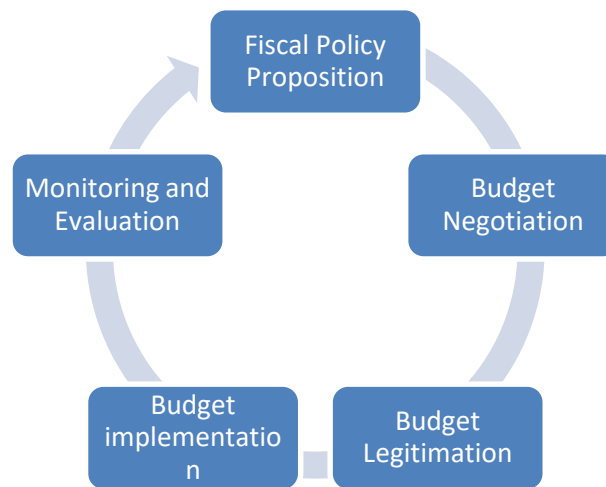 Fiscal Policy
Proposition
Budget
Negotiation
Budget
Legitimation
Budget
implementatio
n
Monitoring and
Evaluation